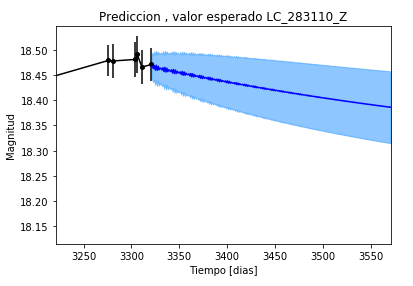 Prediccion , valor esperado LC_283110_Z
Magnitud
18.50
18.45
18.40
18.35
18.30
18.25
18.20
18.15
3250 3300 3350 3400 3450 3500 3550
Tiempo [dias]